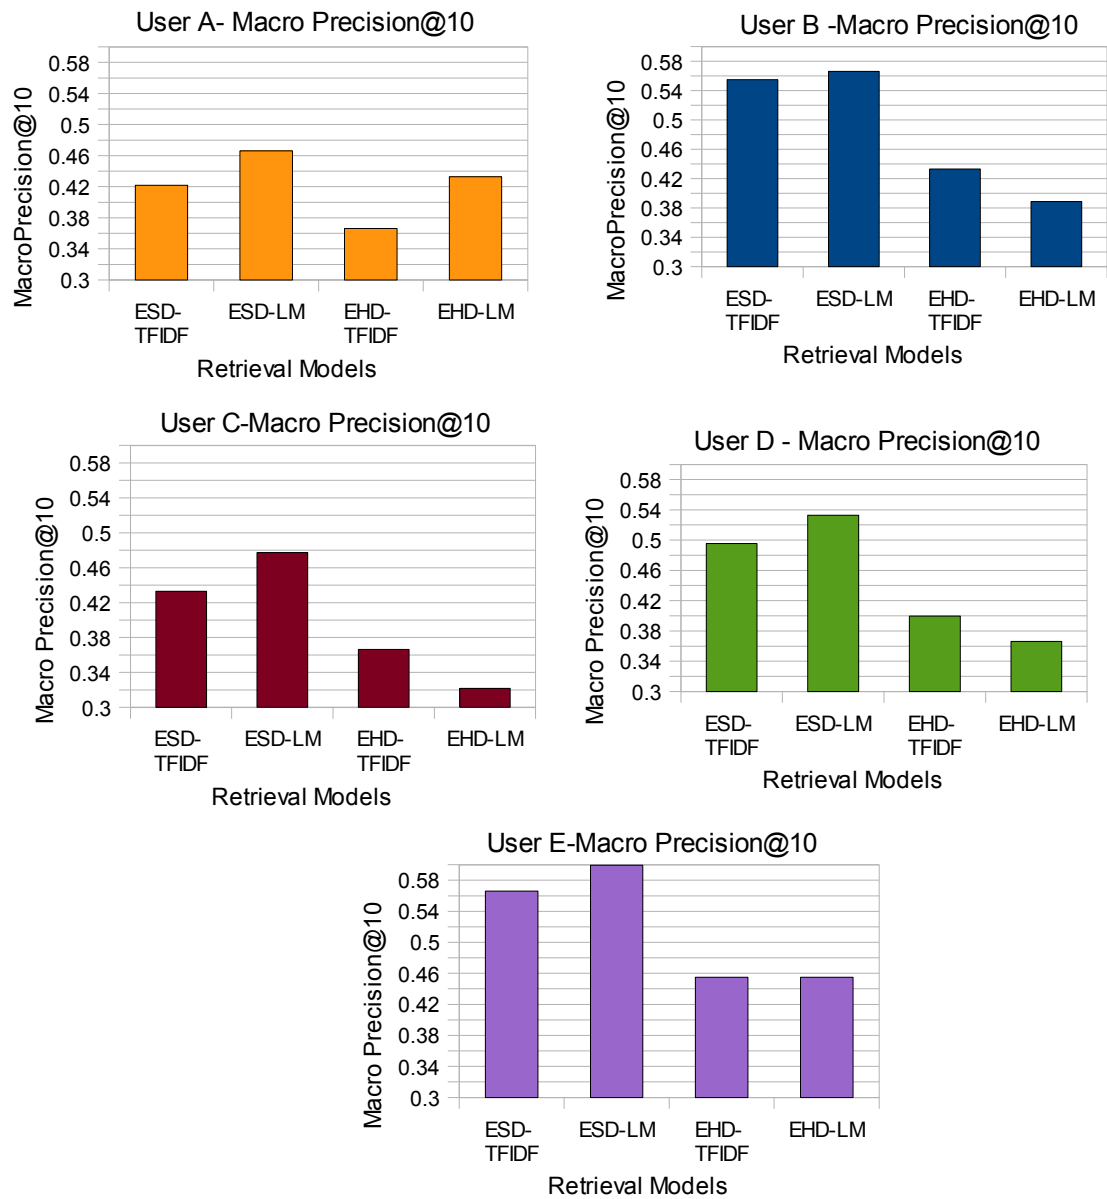 User A- Macro Precision@10
MacroPrecision@10
0.58
0.54
0.5
0.46
0.42
0.38
0.34
0.3
ESD-
TFIDF
ESD-LM
EHD-
TFIDF
EHD-LM
Retrieval Models
User B -Macro Precision@10
MacroPrecision@10
0.58
0.54
0.5
0.46
0.42
0.38
0.34
0.3
ESD-
TFIDF
ESD-LM
EHD-
TFIDF
EHD-LM
Retrieval Models
User C-Macro Precision@10
Macro Precision@10
0.58
0.54
0.5
0.46
0.42
0.38
0.34
0.3
ESD-
TFIDF
ESD-LM
EHD-
TFIDF
EHD-LM
Retrieval Models
User D - Macro Precision@10
Macro Precision@10
0.58
0.54
0.5
0.46
0.42
0.38
0.34
0.3
ESD-
TFIDF
ESD-LM
EHD-
TFIDF
EHD-LM
Retrieval Models
User E-Macro Precision@10
Macro Precision@10
0.58
0.54
0.5
0.46
0.42
0.38
0.34
0.3
ESD-
TFIDF
ESD-LM
EHD-
TFIDF
EHD-LM
Retrieval Models